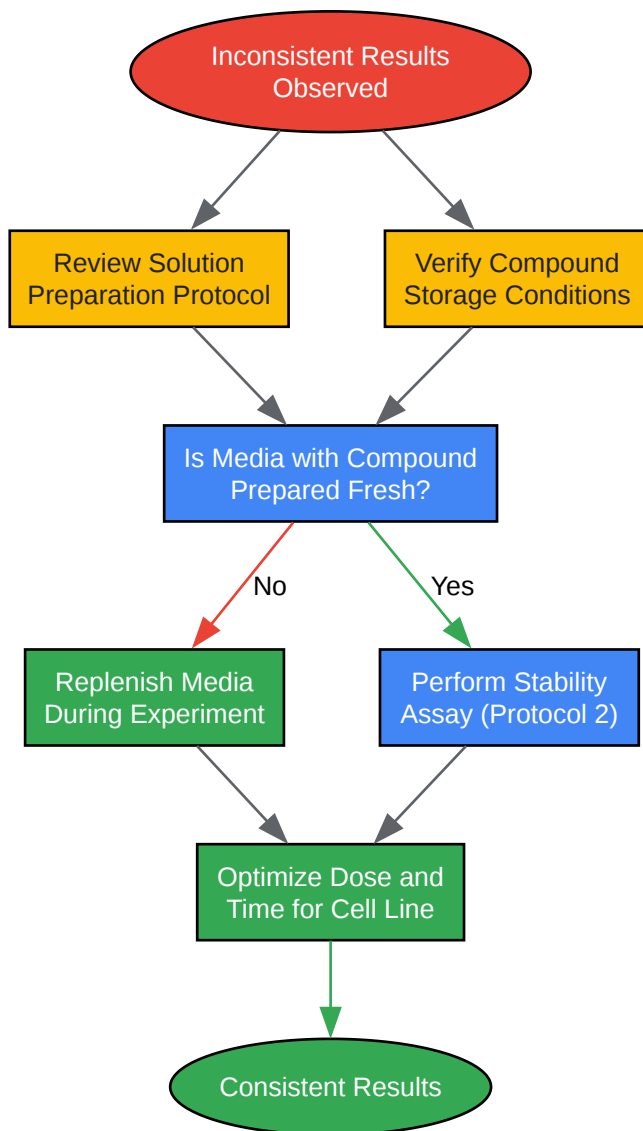 Inconsistent Results
Observed
Review Solution
Preparation Protocol
Verify Compound
Storage Conditions
Is Media with Compound
Prepared Fresh?
No
Yes
Replenish Media
During Experiment
Perform Stability
Assay (Protocol 2)
Optimize Dose and
Time for Cell Line
Consistent Results